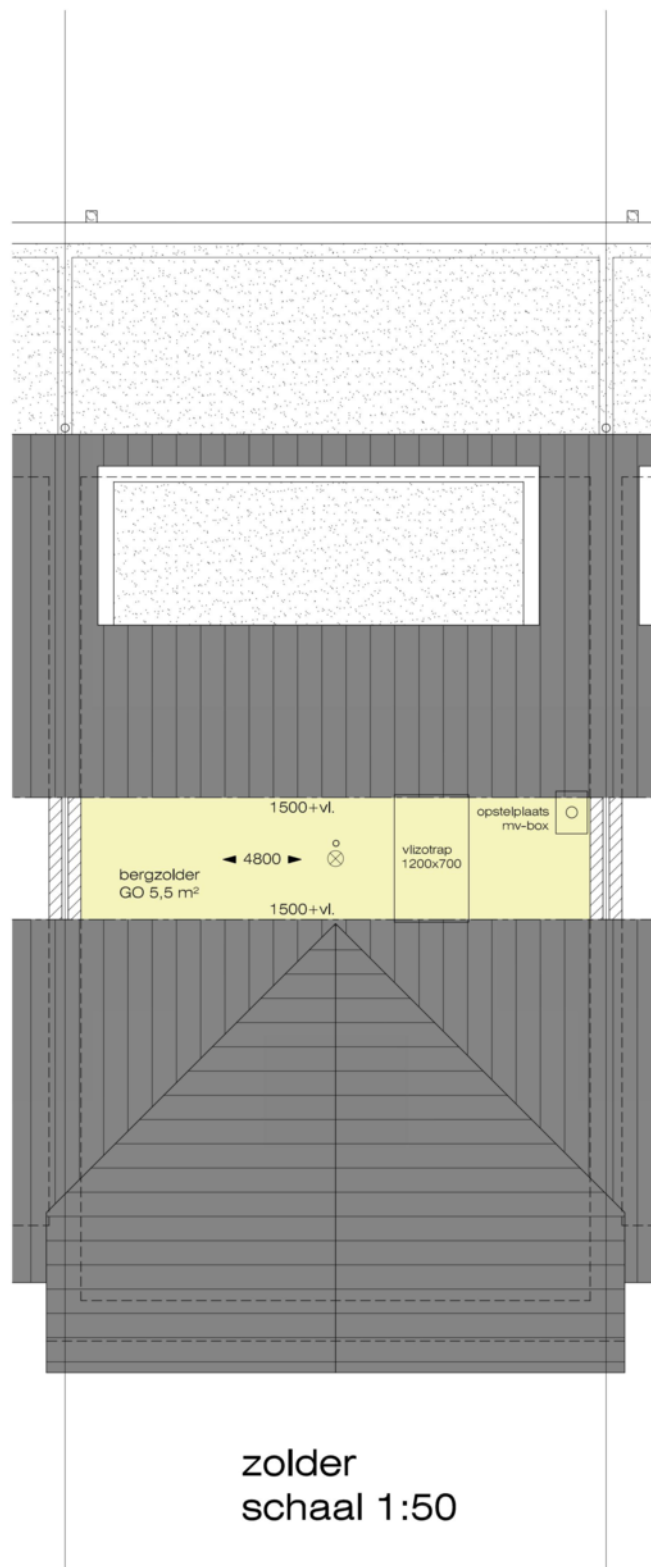 1500+vl.
opstelplaats
mv-box
vlizotrap
1200x700
4800
bergzolder
GO 5,5 m²
1500+vl.
zolder
schaal 1:50